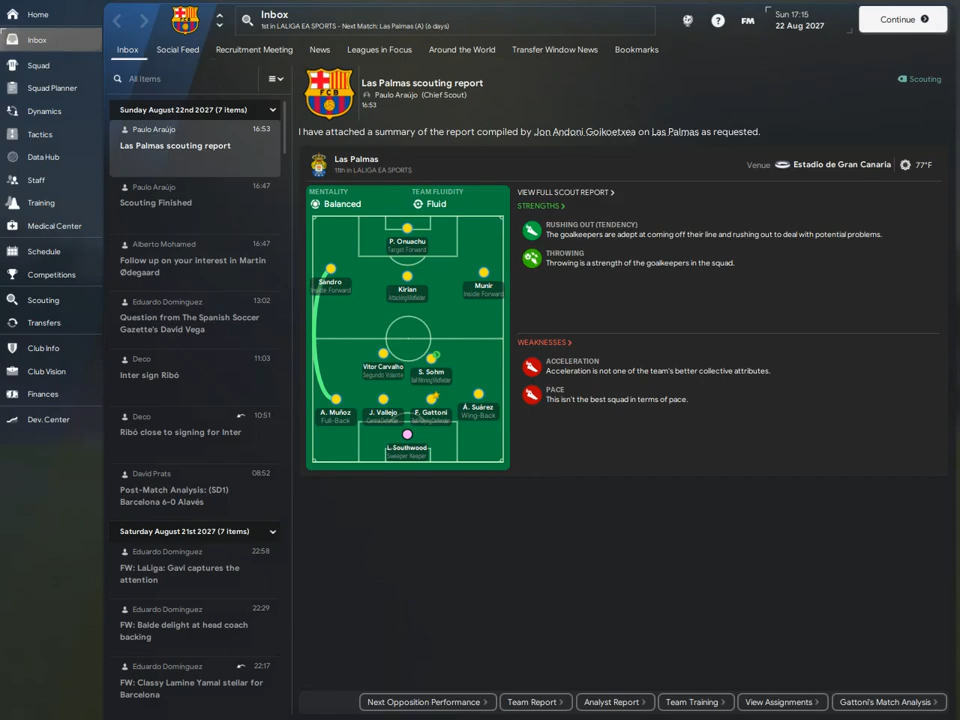 Home
Inbox
Squad
Squad Planner
Dynamics
Tactics
Data Hub
Staff
Training
Medical Center
Schedule
Competitions
Scouting
Transfers
Club Info
Club Vision
Finances
Dev. Center
FCB
Inbox
1st in LALIGA EA SPORTS - Next Match: Las Palmas (A) (6 days)
?
FM
Sun 17:15
22 Aug 2027
Continue
Inbox
Social Feed
Recruitment Meeting
News
Leagues in Focus
Around the World
Transfer Window News
Bookmarks
All Items
Sunday August 22nd 2027 (7 items)
Paulo Araújo 16:53
Las Palmas scouting report
Paulo Araújo 16:47
Scouting Finished
Alberto Mohamed 16:47
Follow up on your interest in Martin
Ødegaard
Eduardo Domínguez 13:02
Question from The Spanish Soccer
Gazette's David Vega
Deco 11:03
Inter sign Ribó
Deco 10:51
Ribó close to signing for Inter
David Prats 08:52
Post-Match Analysis: (SD1)
Barcelona 6-0 Alavés
Saturday August 21st 2027 (7 items)
Eduardo Domínguez 22:58
FW: LaLiga: Gavi captures the
attention
Eduardo Domínguez 22:29
FW: Balde delight at head coach
backing
Eduardo Domínguez 22:17
FW: Classy Lamine Yamal stellar for
Barcelona
FCB
Las Palmas scouting report
Paulo Araújo (Chief Scout)
16:53
Scouting
I have attached a summary of the report compiled by Jon Andoni Goikoetxea on Las Palmas as requested.
Las Palmas
11th in LALIGA EA SPORTS
Venue Estadio de Gran Canaria 77°F
MENTALITY
Balanced
TEAM FLUIDITY
Fluid
P. Onuachu
Target Forward
Sandro
Inside Forward
Kirian
Attacking Midfielder
Munir
Inside Forward
Vitor Carvalho
Segundo Volante
S. Sohm
Ball Winning Midfielder
A. Muñoz
Full-Back
J. Vallejo
Central Defender
F. Gattoni
Á. Suárez
Wing-Back
L. Southwood
Sweeper Keeper
VIEW FULL SCOUT REPORT >
STRENGTHS >
RUSHING OUT (TENDENCY)
The goalkeepers are adept at coming off their line and rushing out to deal with potential problems.
THROWING
Throwing is a strength of the goalkeepers in the squad.
WEAKNESSES >
ACCELERATION
Acceleration is not one of the team's better collective attributes.
PACE
This isn't the best squad in terms of pace.
Next Opposition Performance >
Team Report >
Analyst Report >
Team Training >
View Assignments >
Gattoni's Match Analysis >